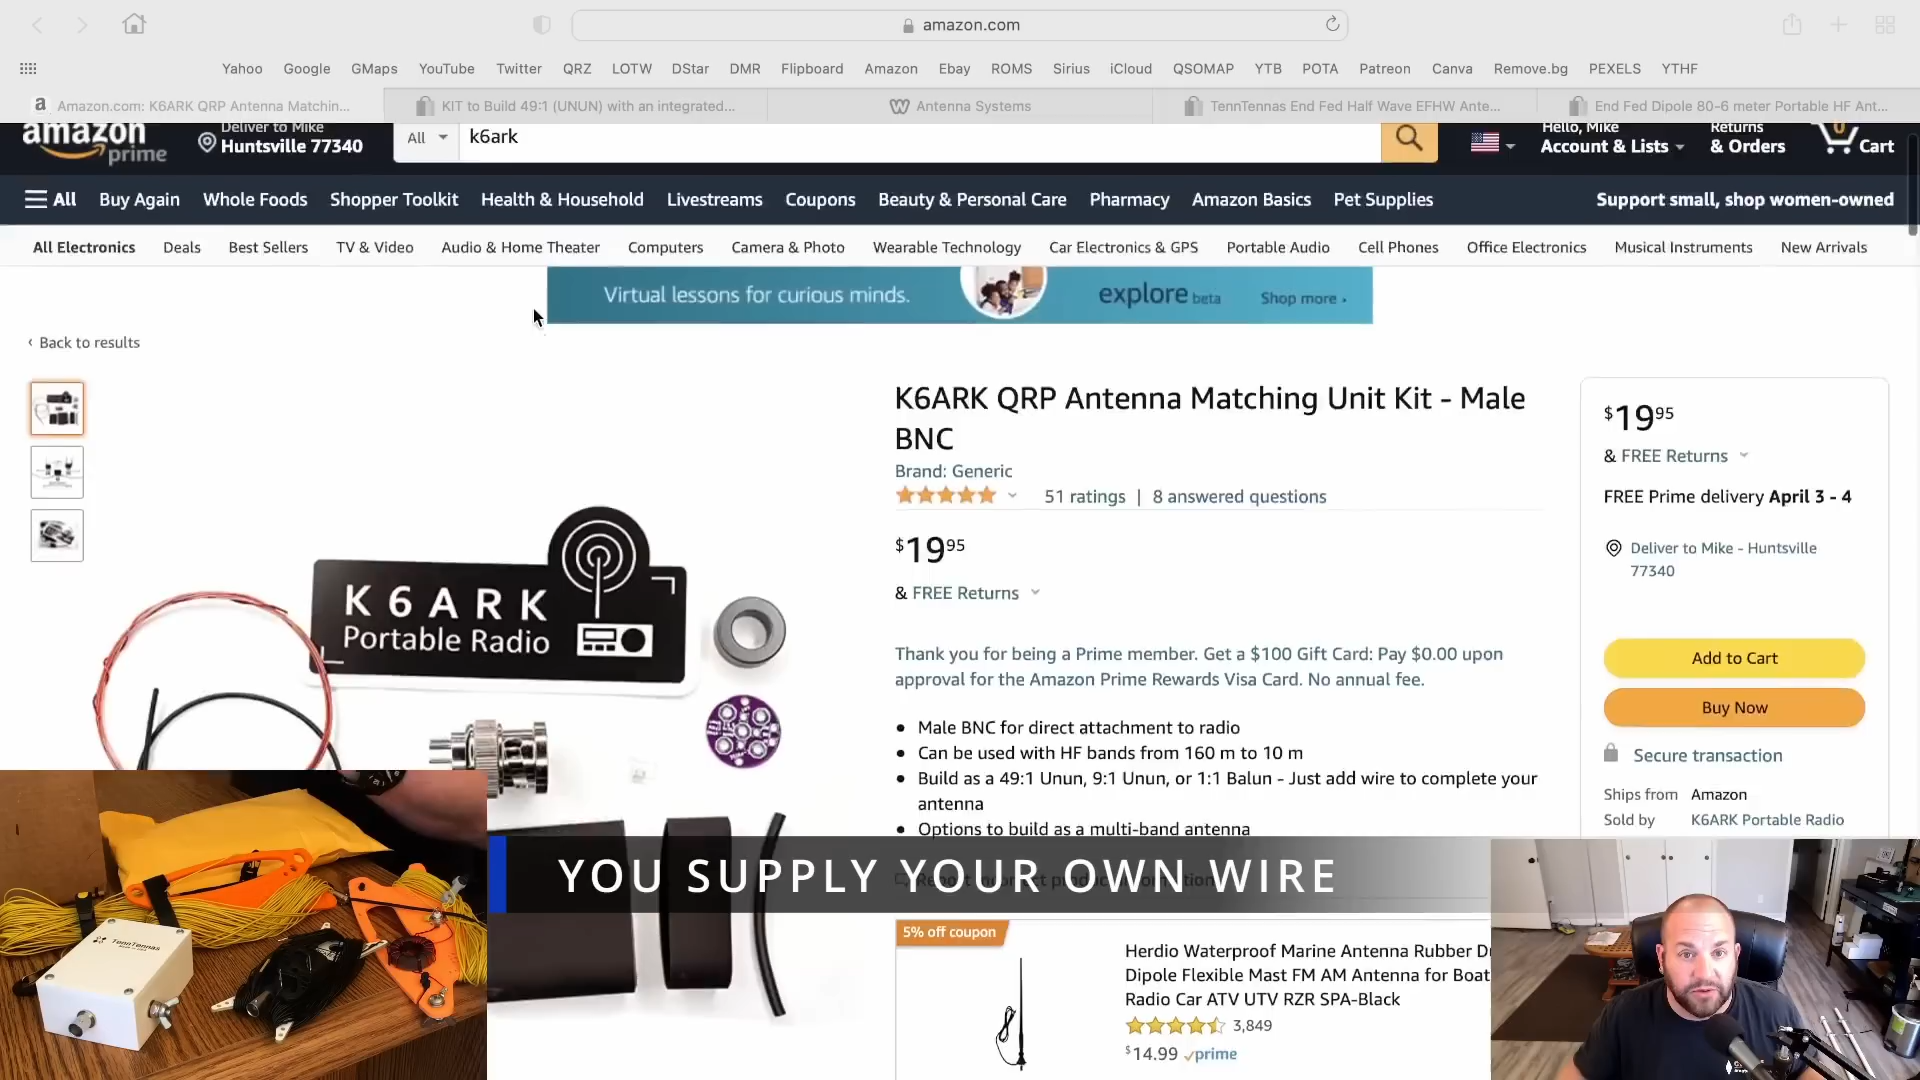 amazon.com
Yahoo Google GMaps YouTube Twitter QRZ LOTW DStar DMR Flipboard Amazon Ebay ROMS Sirius iCloud QSOMAP YTB POTA Patreon Canva Remove.bg PEXELS YTHF
a Amazon.com: K6ARK QRP Antenna Matchin... KIT to Build 49:1 (UNUN) with an integrated... Antenna Systems TennTennas End Fed Half Wave EFHW Ante... End Fed Dipole 80-6 meter Portable HF Ant...
amazon prime
Deliver to Mike
Huntsville 77340
All k6ark
Hello, Mike
Account & Lists
Returns
& Orders
0
Cart
All Buy Again Whole Foods Shopper Toolkit Health & Household Livestreams Coupons Beauty & Personal Care Pharmacy Amazon Basics Pet Supplies Support small, shop women-owned
All Electronics Deals Best Sellers TV & Video Audio & Home Theater Computers Camera & Photo Wearable Technology Car Electronics & GPS Portable Audio Cell Phones Office Electronics Musical Instruments New Arrivals
Virtual lessons for curious minds. explore beta Shop more
‹ Back to results
K6ARK
Portable Radio
K6ARK QRP Antenna Matching Unit Kit - Male
BNC
Brand: Generic
51 ratings | 8 answered questions
$19.95
& FREE Returns
Thank you for being a Prime member. Get a $100 Gift Card: Pay $0.00 upon
approval for the Amazon Prime Rewards Visa Card. No annual fee.
• Male BNC for direct attachment to radio
• Can be used with HF bands from 160 m to 10 m
• Build as a 49:1 Unun, 9:1 Unun, or 1:1 Balun - Just add wire to complete your
antenna
• Options to build as a multi-band antenna
$19.95
& FREE Returns
FREE Prime delivery April 3 - 4
Deliver to Mike - Huntsville
77340
Add to Cart
Buy Now
Secure transaction
Ships from Amazon
Sold by K6ARK Portable Radio
YOU SUPPLY YOUR OWN WIRE
TennTennas
5% off coupon
Herdio Waterproof Marine Antenna Rubber D
Dipole Flexible Mast FM AM Antenna for Boat
Radio Car ATV UTV RZR SPA-Black
3,849
$14.99 prime